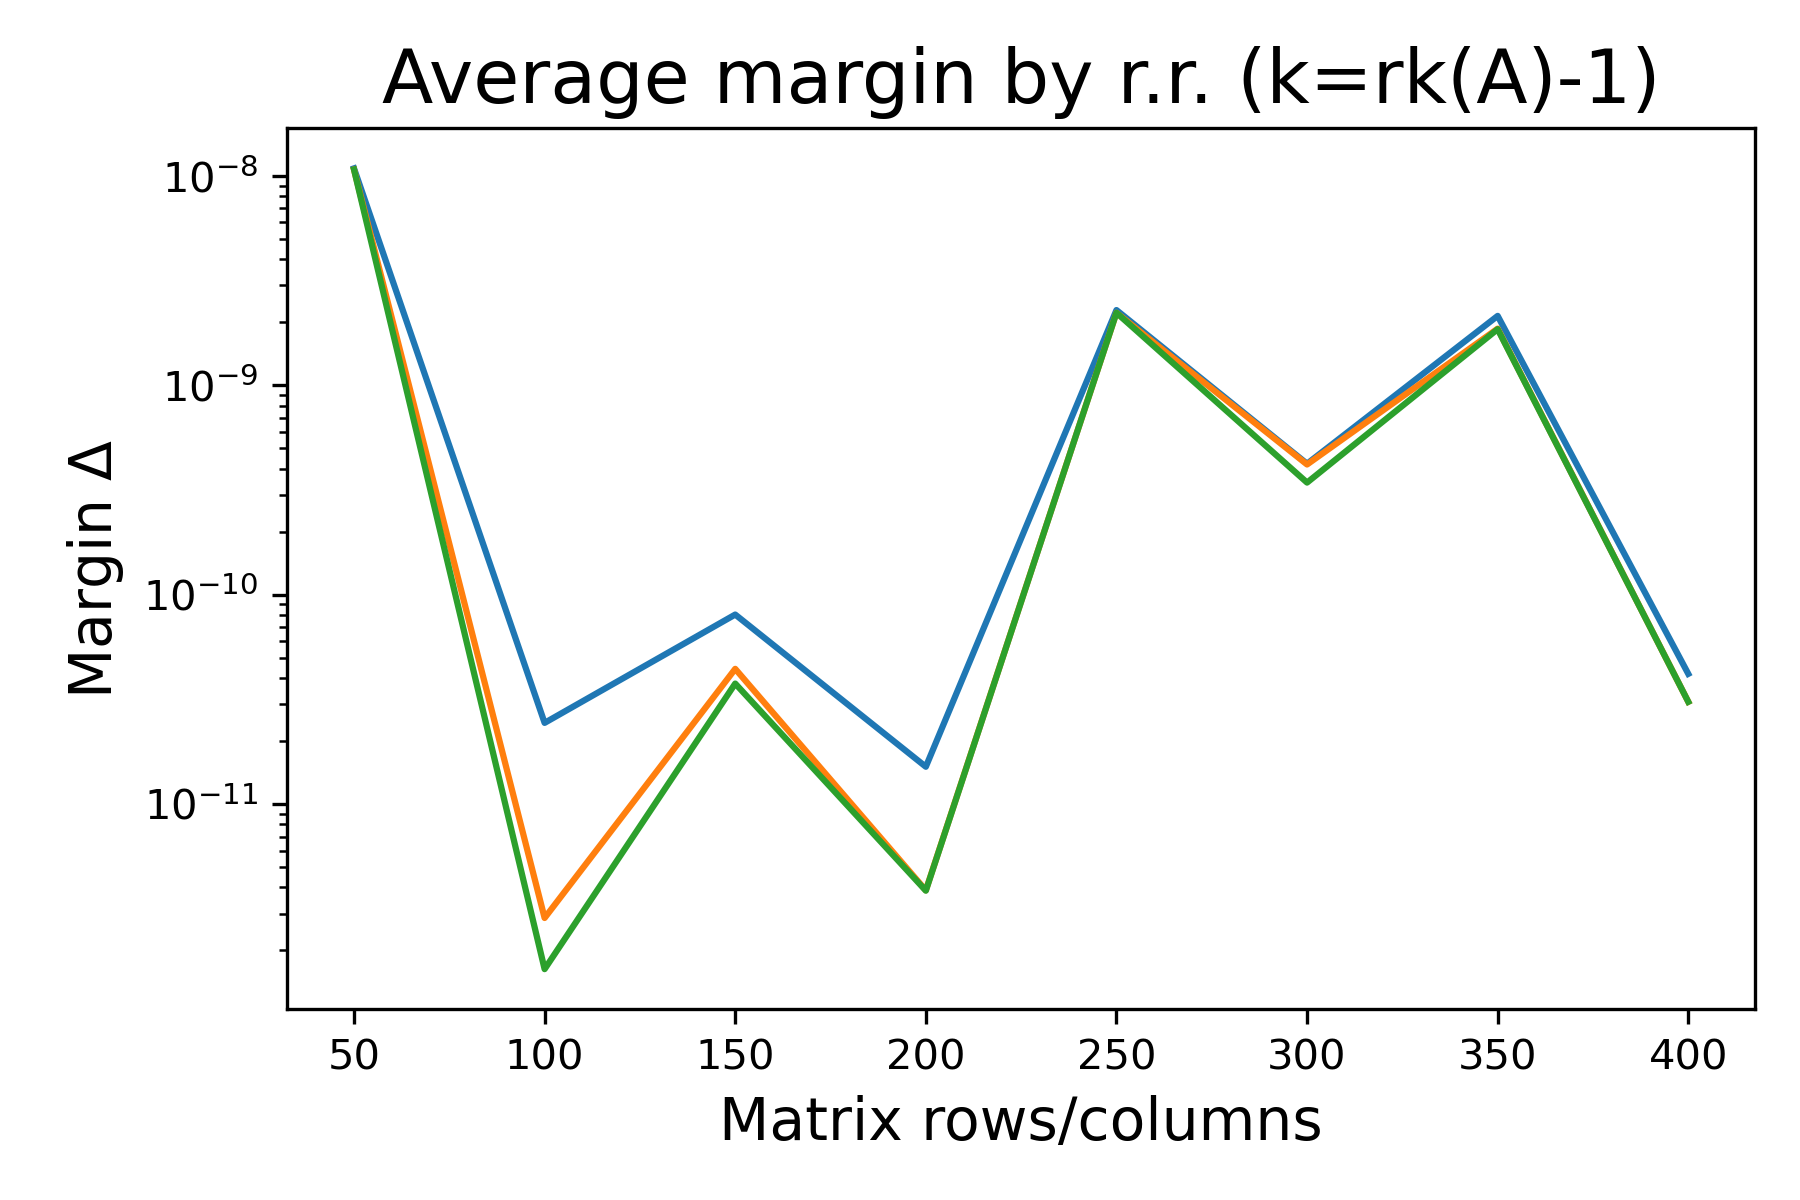 Average margin by r.r. (k=rk(A)-1)
Margin Δ
10⁻⁸
10⁻⁹
10⁻¹⁰
10⁻¹¹
50 100 150 200 250 300 350 400
Matrix rows/columns